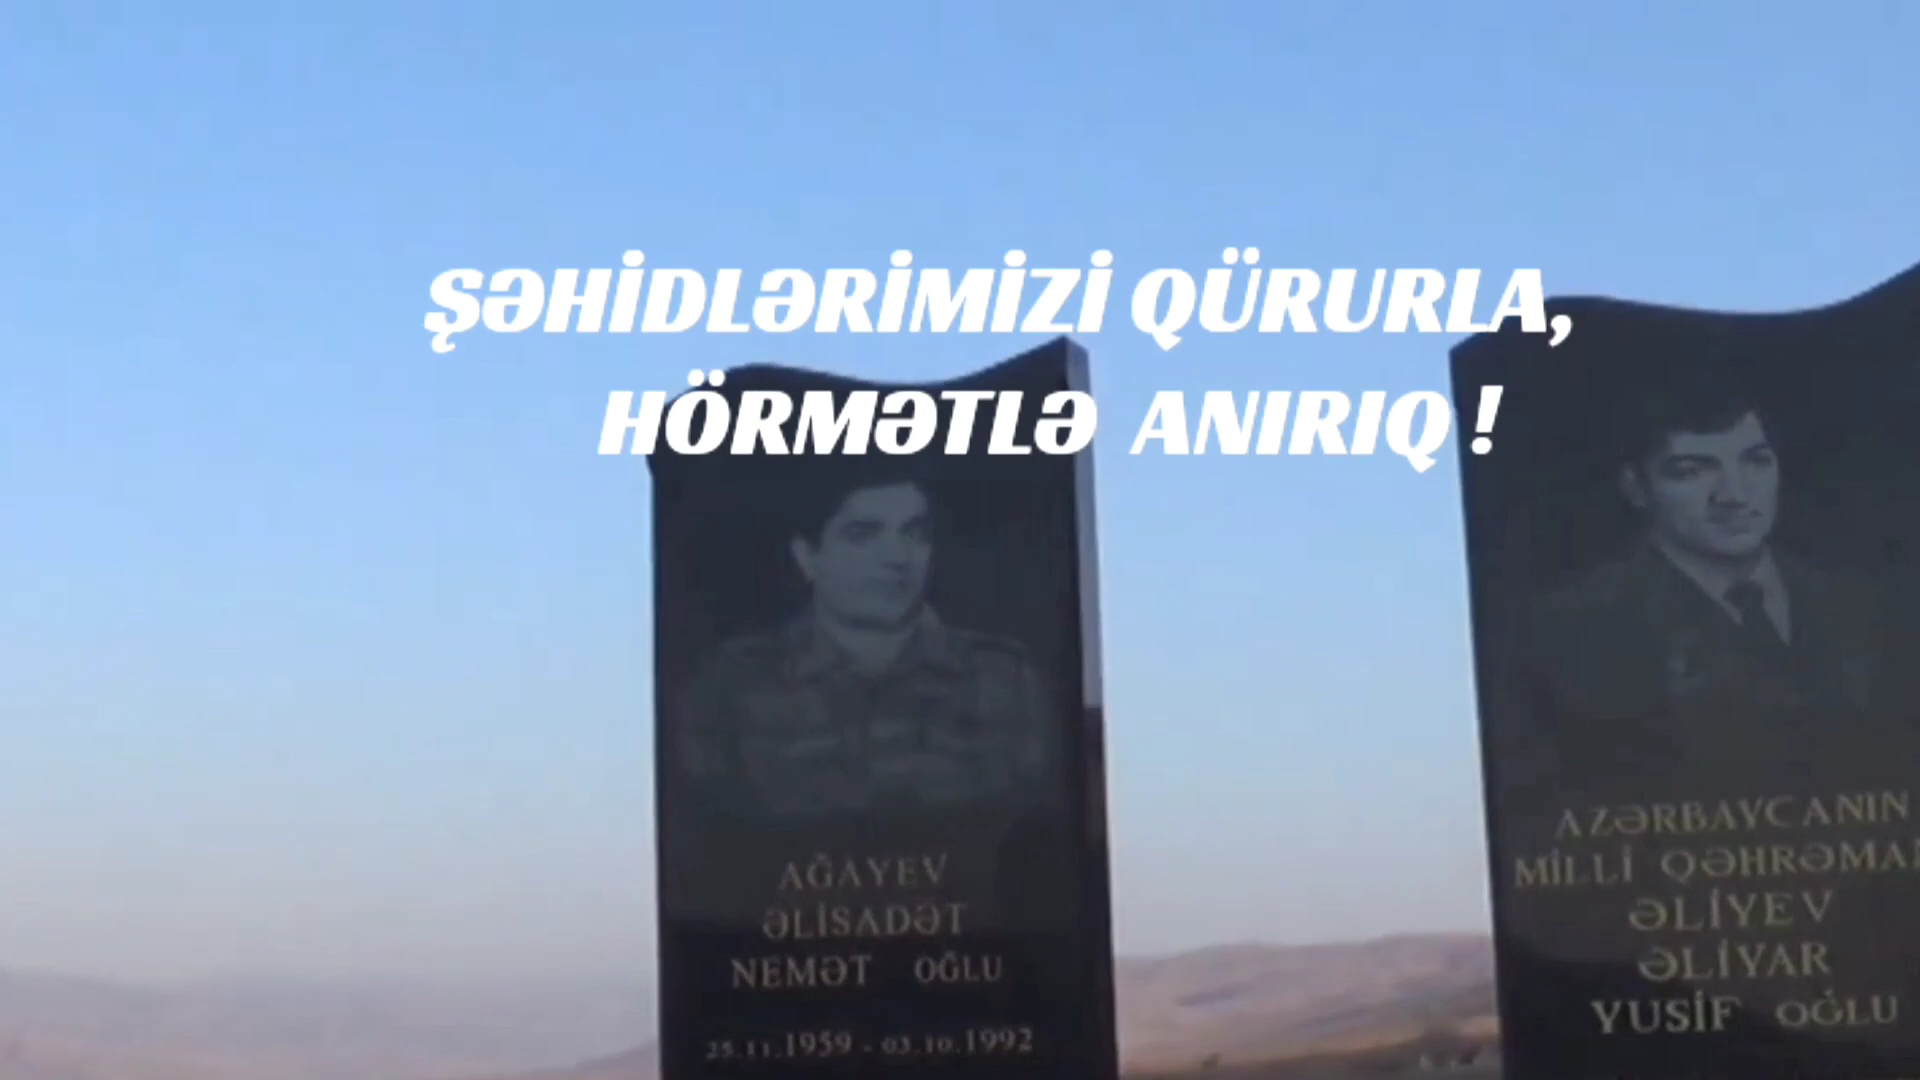 ŞƏHİDLƏRİMİZİ QÜRURLA,
HÖRMƏTLƏ ANIRIQ!
AĞAYEV
ƏLİSADƏT
NEMƏT OĞLU
25.11.1959 - 03.10.1992
AZƏRBAYCANIN
MİLLİ QƏHRƏMAN
ƏLİYEV
ƏLİYAR
YUSİF OĞLU